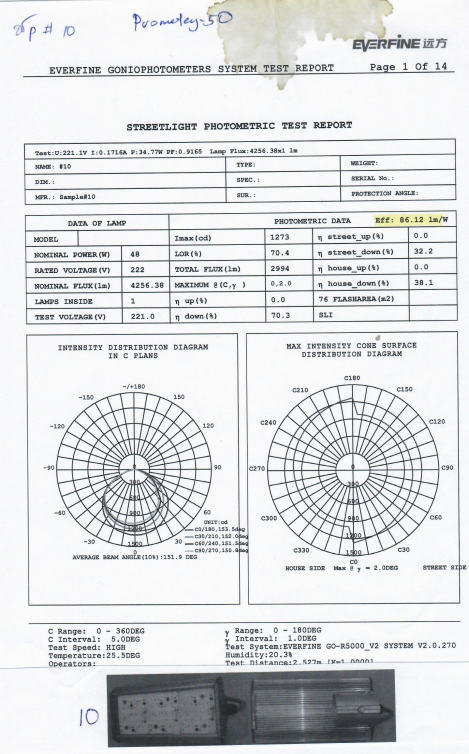 # 10
EVERFINE 远方
EVERFINE GONIOPHOTOMETERS SYSTEM TEST REPORT Page 1 Of 14
STREETLIGHT PHOTOMETRIC TEST REPORT
Test:U:221.1V I:0.1716A P:34.77W PF:0.9165 Lamp Flux:4256.38x1 lm
NAME: #10 TYPE: WEIGHT:
DIM.: SPEC.: SERIAL No.:
MFR.: Sample#10 SUR.: PROTECTION ANGLE:
DATA OF LAMP PHOTOMETRIC DATA Eff: 86.12 lm/W
MODEL Imax(cd) 1273 η street_up(%) 0.0
NOMINAL POWER(W) 48 LOR(%) 70.4 η street_down(%) 32.2
RATED VOLTAGE(V) 222 TOTAL FLUX(lm) 2994 η house_up(%) 0.0
NOMINAL FLUX(lm) 4256.38 MAXIMUM @(C,γ ) 0,2.0 η house_down(%) 38.1
LAMPS INSIDE 1 η up(%) 0.0 76 FLASHAREA(m2)
TEST VOLTAGE(V) 221.0 η down(%) 70.3 SLI
INTENSITY DISTRIBUTION DIAGRAM
IN C PLANS
-/+180
-150 150
-120 120
-90 0 90
300
600
900
1200
1500
-60 60
-30 0 30
UNIT:cd
C0/180,153.5deg
C30/210,152.0deg
C60/240,151.5deg
C90/270,150.8deg
AVERAGE BEAM ANGLE(10%):151.9 DEG
MAX INTENSITY CONE SURFACE
DISTRIBUTION DIAGRAM
C180
C210 C150
C240 C120
C270 0 C90
300
600
900
1200
1500
C60
C300
C330 C30
C0
HOUSE SIDE Max @ γ = 2.0DEG STREET SIDE
C Range: 0 - 360DEG γ Range: 0 - 180DEG
C Interval: 5.0DEG γ Interval: 1.0DEG
Test Speed: HIGH Test System:EVERFINE GO-R5000_V2 SYSTEM V2.0.270
Temperature:25.5DEG Humidity:20.3%
Operators: Test Distance:2.527m [K=1.0000]
10